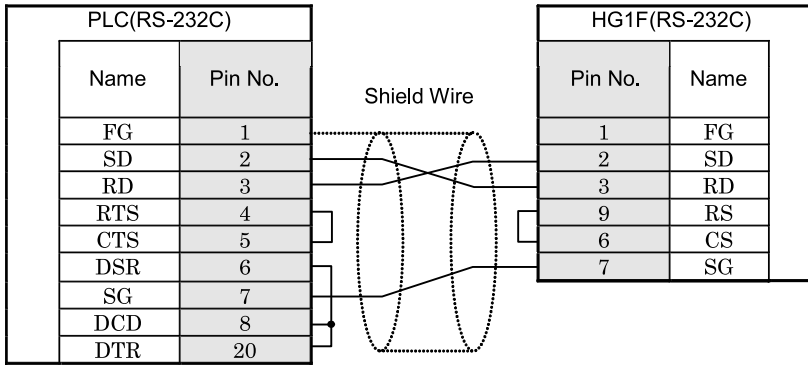 PLC(RS-232C) HG1F(RS-232C)
Name Pin No. Shield Wire Pin No. Name
FG 1 1 FG
SD 2 2 SD
RD 3 3 RD
RTS 4 9 RS
CTS 5 6 CS
DSR 6 7 SG
SG 7
DCD 8
DTR 20